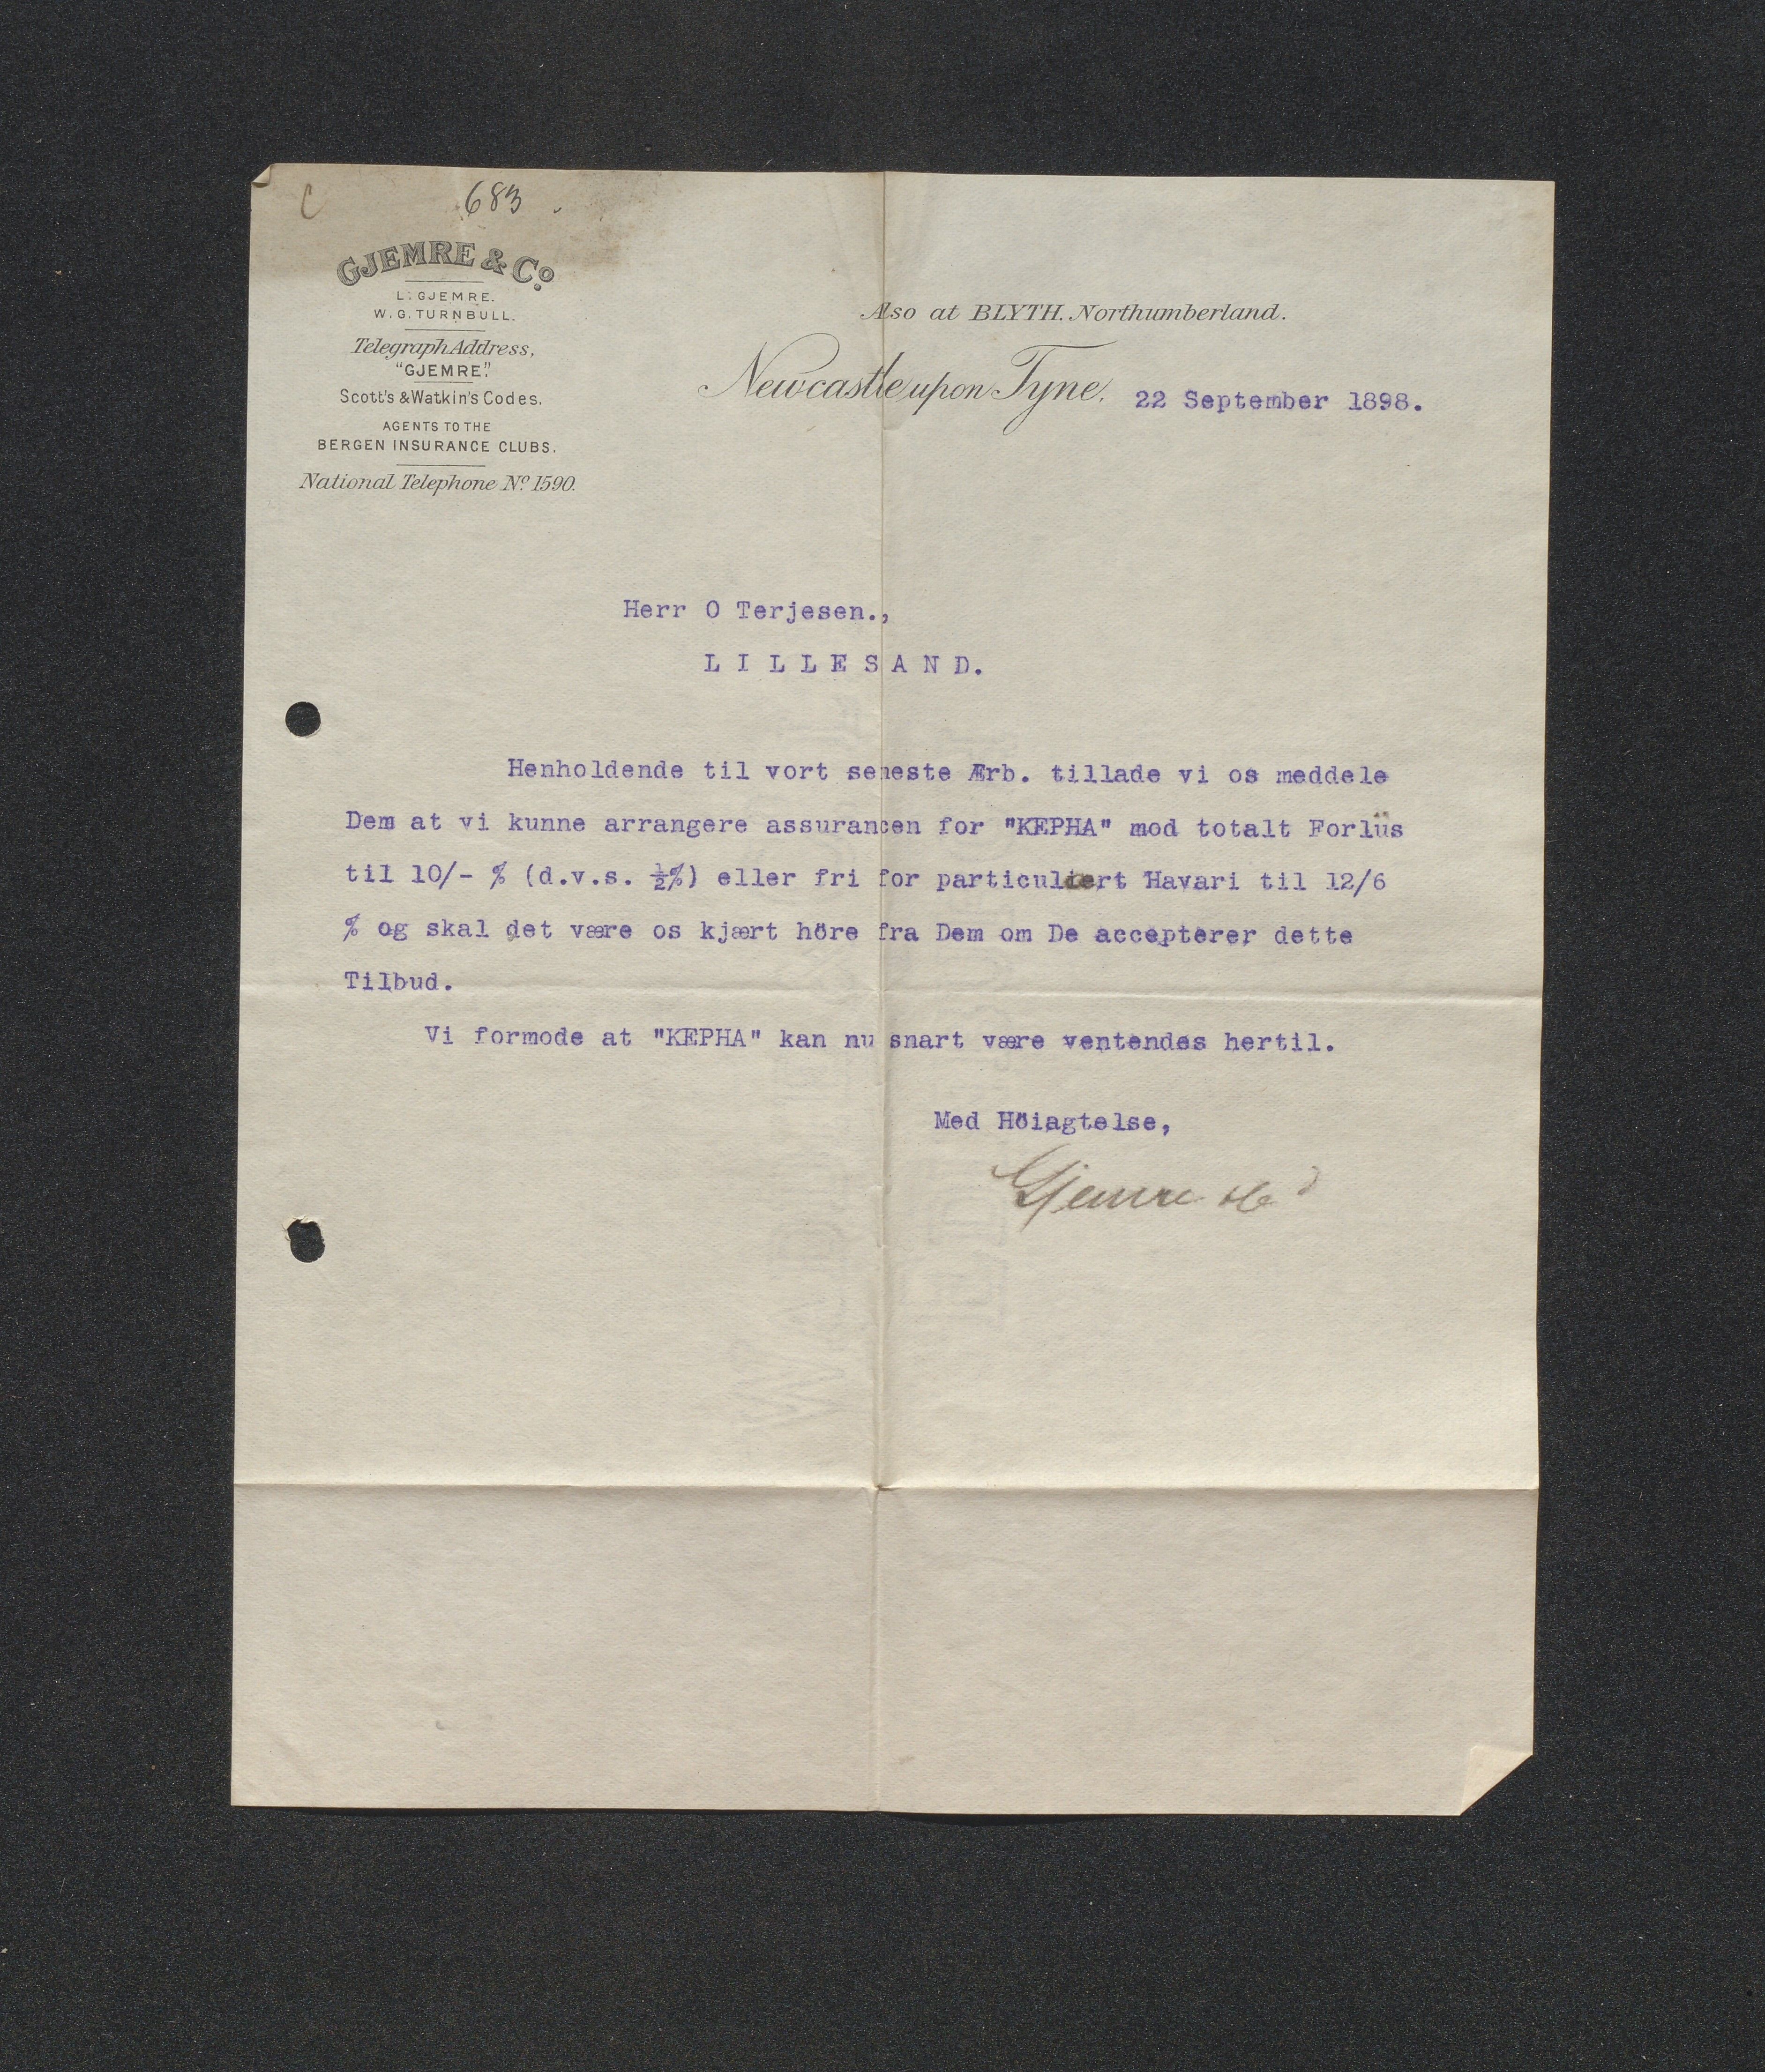 C 683
GJEMRE & Co.
L. GJEMRE.
W. G. TURNBULL.
Telegraph Address,
"GJEMRE."
Scott's & Watkin's Codes.
AGENTS TO THE
BERGEN INSURANCE CLUBS.
National Telephone No. 1590.
Also at BLYTH. Northumberland.
Newcastle upon Tyne, 22 September 1898.
Herr O Terjesen.,
LILLESAND.
Henholdende til vort seneste Ærb. tillade vi os meddele
Dem at vi kunne arrangere assurancen for "KEPHA" mod totalt Forlüs
til 10/- % (d.v.s. ½%) eller fri for particuliert Havari til 12/6
% og skal det være os kjært höre fra Dem om De accepterer dette
Tilbud.
Vi formode at "KEPHA" kan nu snart være ventendes hertil.
Med Höiagtelse,
Gjemre & Co